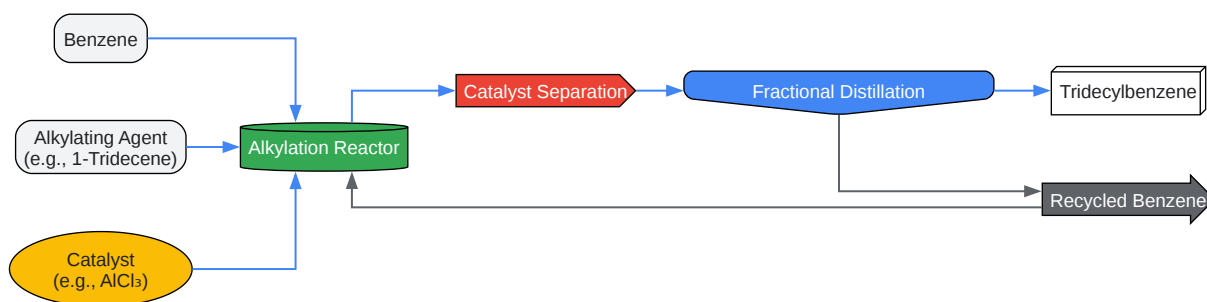 Benzene
Alkylating Agent
(e.g., 1-Tridecene)
Catalyst
(e.g., AlCl₃)
Alkylation Reactor
Catalyst Separation
Fractional Distillation
Tridecylbenzene
Recycled Benzene